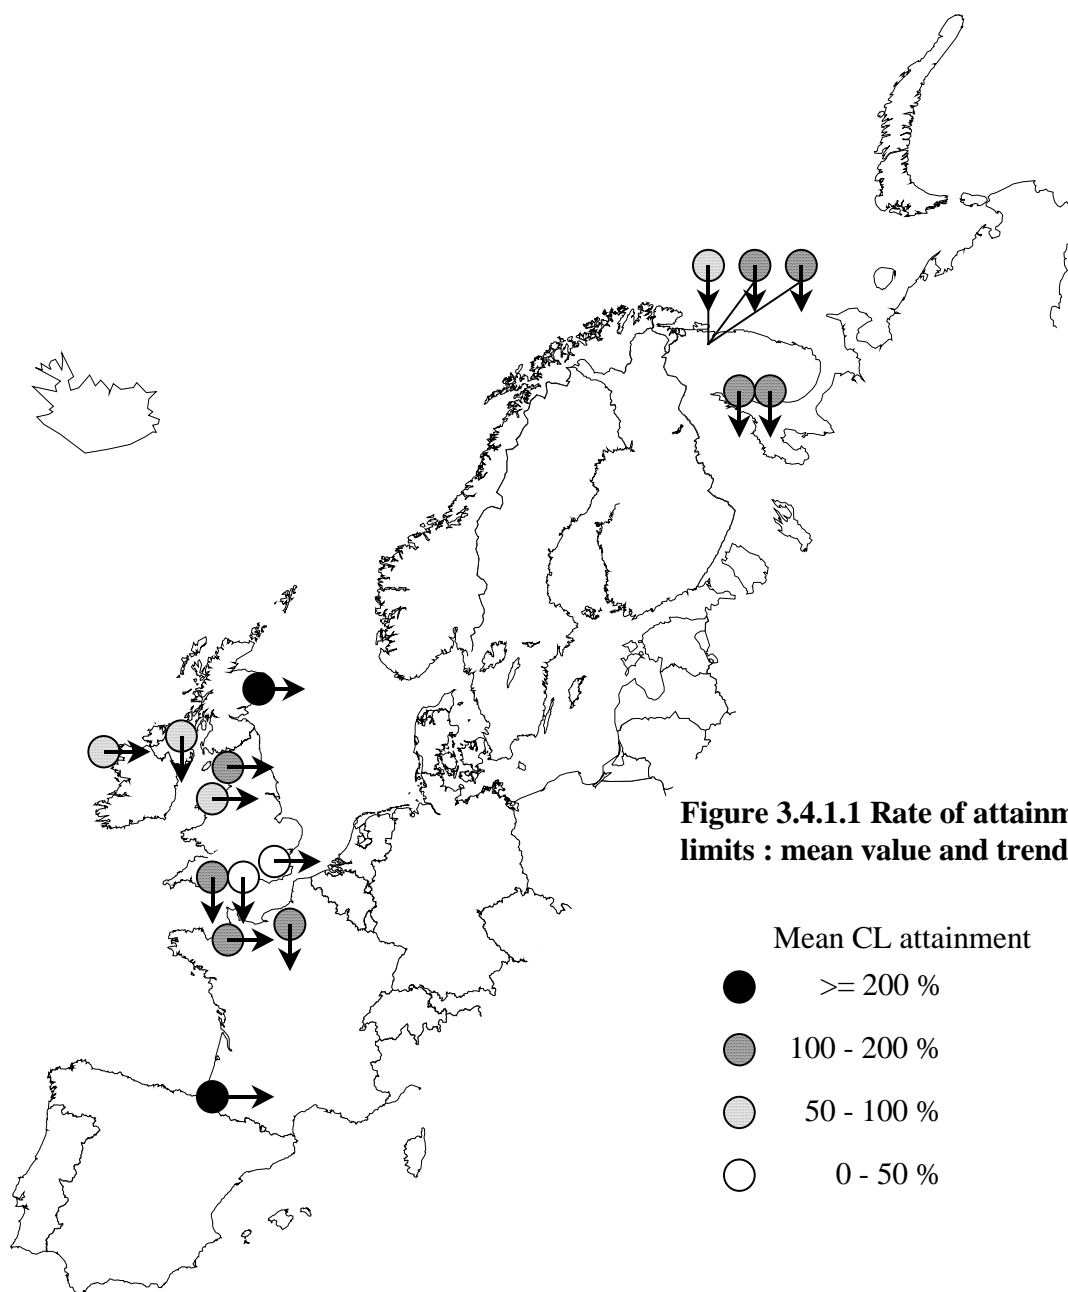 Figure 3.4.1.1 Rate of attainm
limits : mean value and trend
Mean CL attainment
>= 200 %
100 - 200 %
50 - 100 %
0 - 50 %